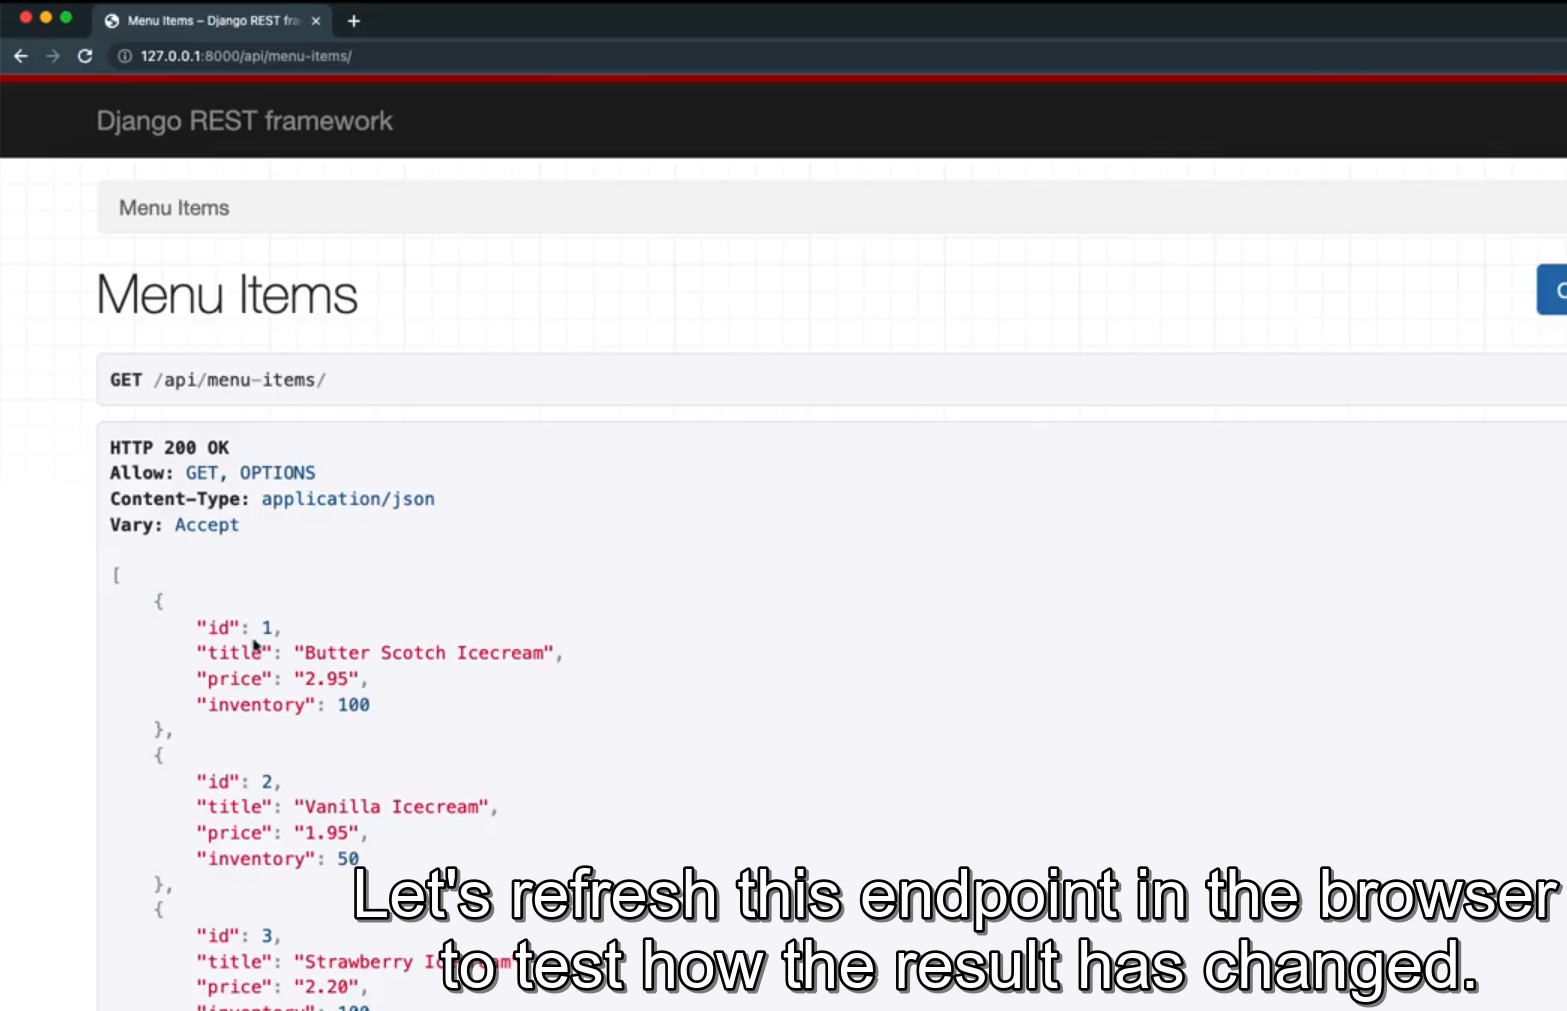 Menu Items – Django REST fra
127.0.0.1:8000/api/menu-items/
Django REST framework
Menu Items
Menu Items
GET /api/menu-items/
HTTP 200 OK
Allow: GET, OPTIONS
Content-Type: application/json
Vary: Accept
[
{
"id": 1,
"title": "Butter Scotch Icecream",
"price": "2.95",
"inventory": 100
},
{
"id": 2,
"title": "Vanilla Icecream",
"price": "1.95",
"inventory": 50
},
{
"id": 3,
"title": "Strawberry
"price": "2.20",
"inventory": 100
Let's refresh this endpoint in the browser
to test how the result has changed.